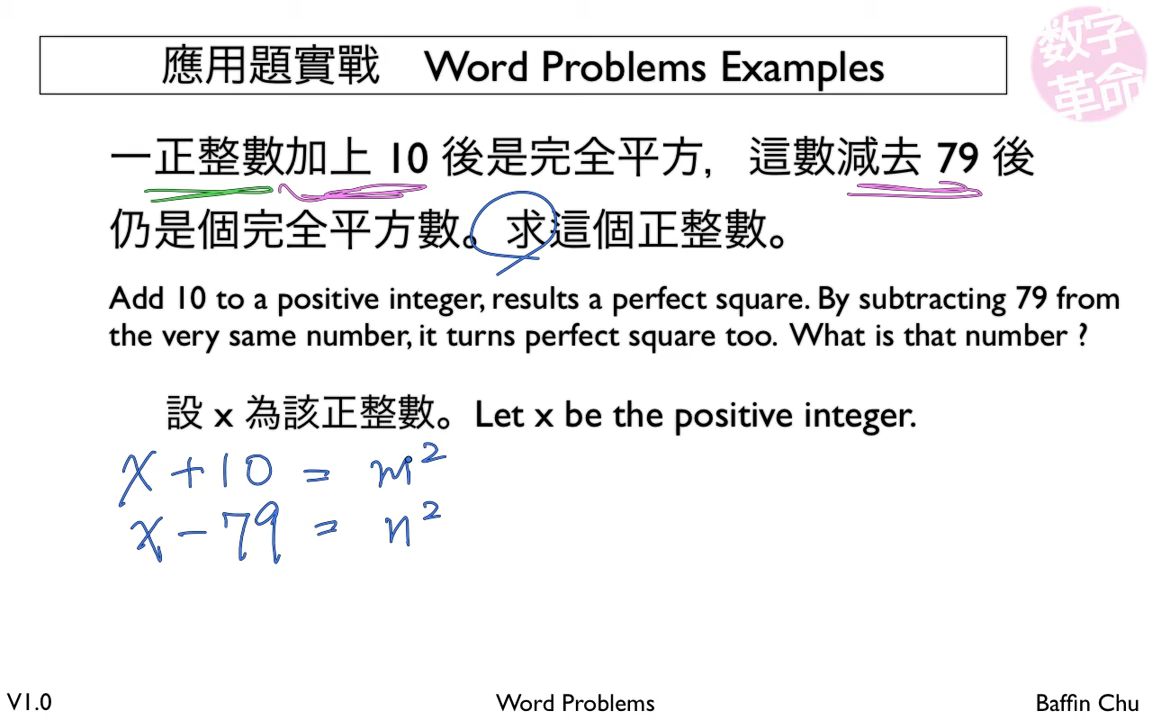 應用題實戰 Word Problems Examples
数字
革命
一正整數加上 10 後是完全平方，這數減去 79 後
仍是個完全平方數。求這個正整數。
Add 10 to a positive integer, results a perfect square. By subtracting 79 from
the very same number, it turns perfect square too. What is that number ?
設 x 為該正整數。Let x be the positive integer.
x + 10 = m²
x - 79 = n²
V1.0 Word Problems Baffin Chu